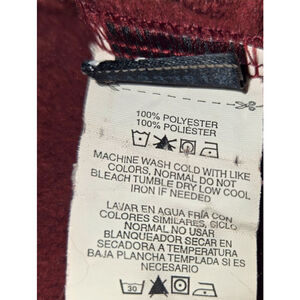 100% POLYESTER
100% POLIÉSTER
MACHINE WASH COLD WITH LIKE
COLORS, NORMAL DO NOT
BLEACH TUMBLE DRY LOW COOL
IRON IF NEEDED
LAVAR EN AGUA FRÍA CON
COLORES SIMILARES, CICLO
NORMAL NO USAR
BLANQUEADOR SECAR EN
SECADORA A TEMPERATURA
BAJA PLANCHA TEMPLADA SI ES
NECESARIO
30